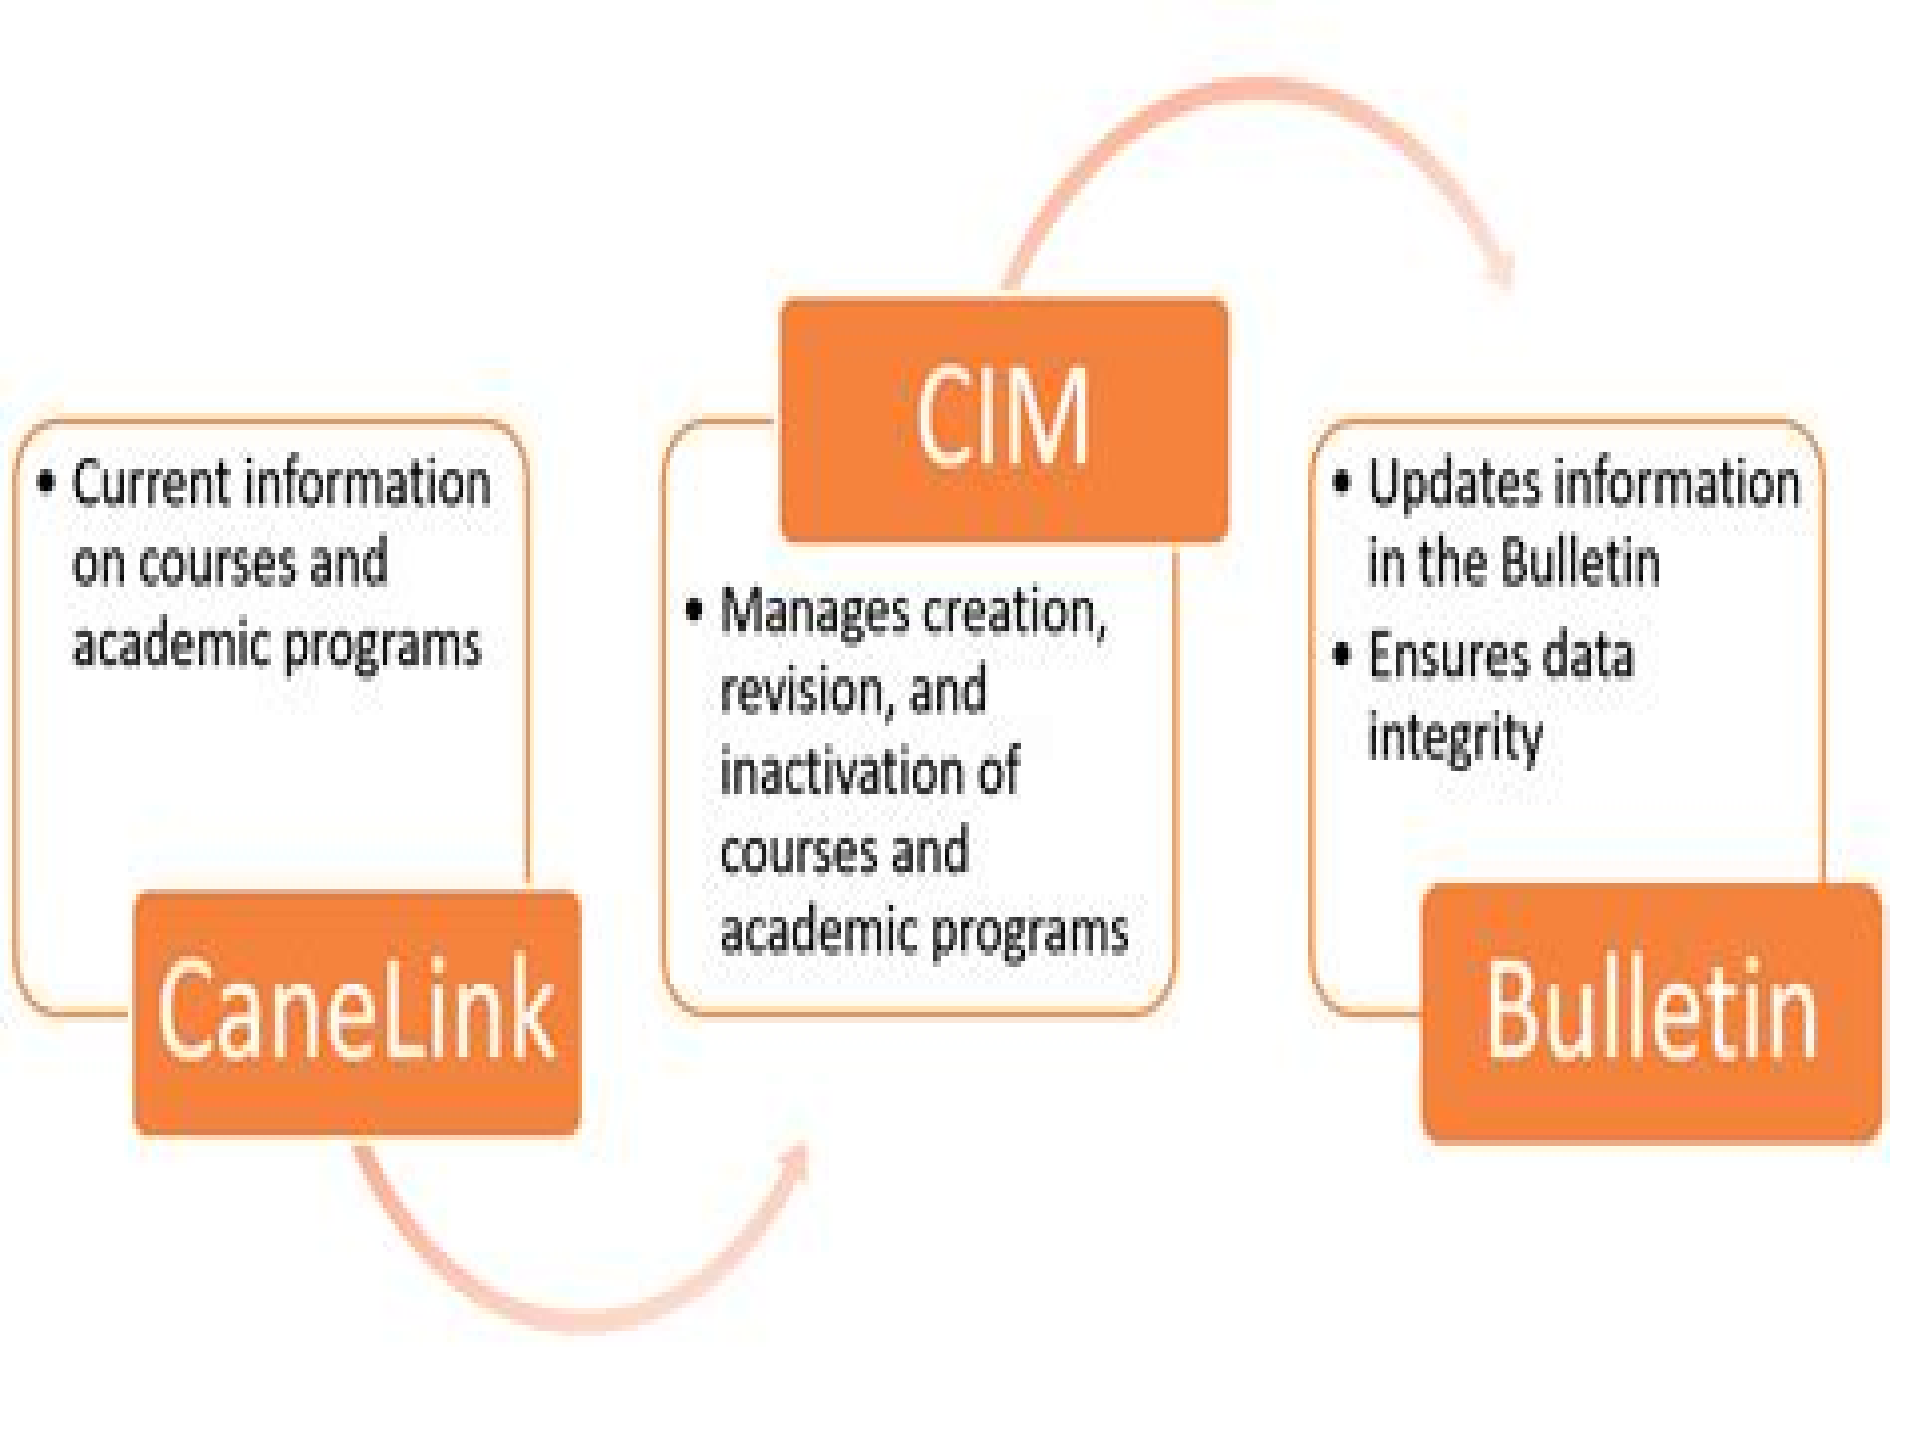 • Current information
on courses and
academic programs
CaneLink
CIM
• Manages creation,
revision, and
inactivation of
courses and
academic programs
• Updates information
in the Bulletin
• Ensures data
integrity
Bulletin